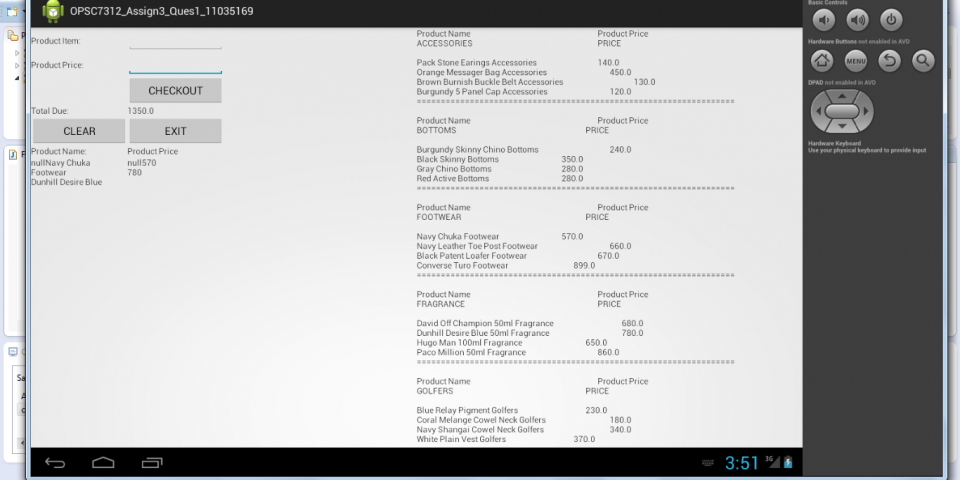 OPSC7312_Assign3_Ques1_11035169
Product Item:
Product Price:
CHECKOUT
Total Due: 1350.0
CLEAR EXIT
Product Name: Product Price
nullNavy Chuka null570
Footwear 780
Dunhill Desire Blue
Product Name Product Price
ACCESSORIES PRICE
Pack Stone Earings Accessories 140.0
Orange Messager Bag Accessories 450.0
Brown Burnish Buckle Belt Accessories 130.0
Burgundy 5 Panel Cap Accessories 120.0
Product Name Product Price
BOTTOMS PRICE
Burgundy Skinny Chino Bottoms 240.0
Black Skinny Bottoms 350.0
Gray Chino Bottoms 280.0
Red Active Bottoms 280.0
Product Name Product Price
FOOTWEAR PRICE
Navy Chuka Footwear 570.0
Navy Leather Toe Post Footwear 660.0
Black Patent Loafer Footwear 670.0
Converse Turo Footwear 899.0
Product Name Product Price
FRAGRANCE PRICE
David Off Champion 50ml Fragrance 680.0
Dunhill Desire Blue 50ml Fragrance 780.0
Hugo Man 100ml Fragrance 650.0
Paco Million 50ml Fragrance 860.0
Product Name Product Price
GOLFERS PRICE
Blue Relay Pigment Golfers 230.0
Coral Melange Cowel Neck Golfers 180.0
Navy Shangai Cowel Neck Golfers 340.0
White Plain Vest Golfers 370.0
3:51 3G
Basic Controls
Hardware Buttons not enabled in AVD
MENU
DPAD not enabled in AVD
Hardware Keyboard
Use your physical keyboard to provide input